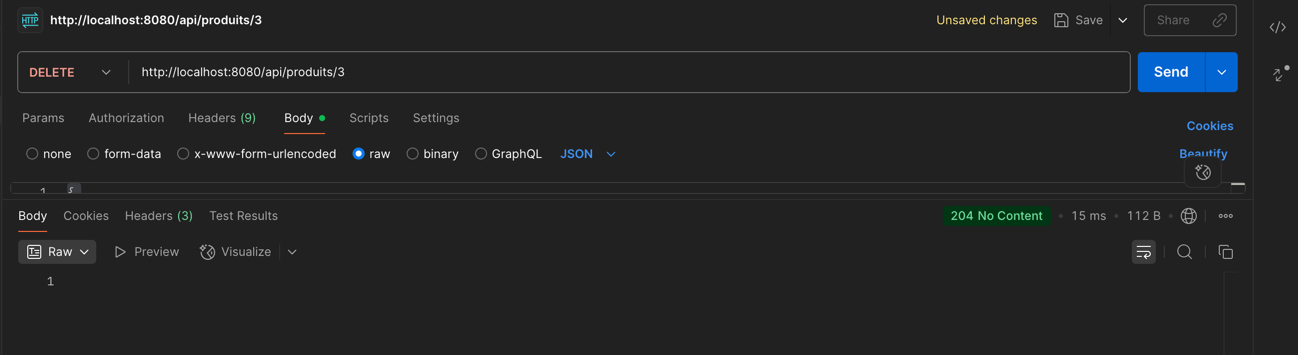 HTTP http://localhost:8080/api/produits/3 Unsaved changes Save Share
DELETE http://localhost:8080/api/produits/3 Send
Params Authorization Headers (9) Body Scripts Settings Cookies
none form-data x-www-form-urlencoded raw binary GraphQL JSON Beautify
1 {
Body Cookies Headers (3) Test Results 204 No Content • 15 ms • 112 B
Raw Preview Visualize
1